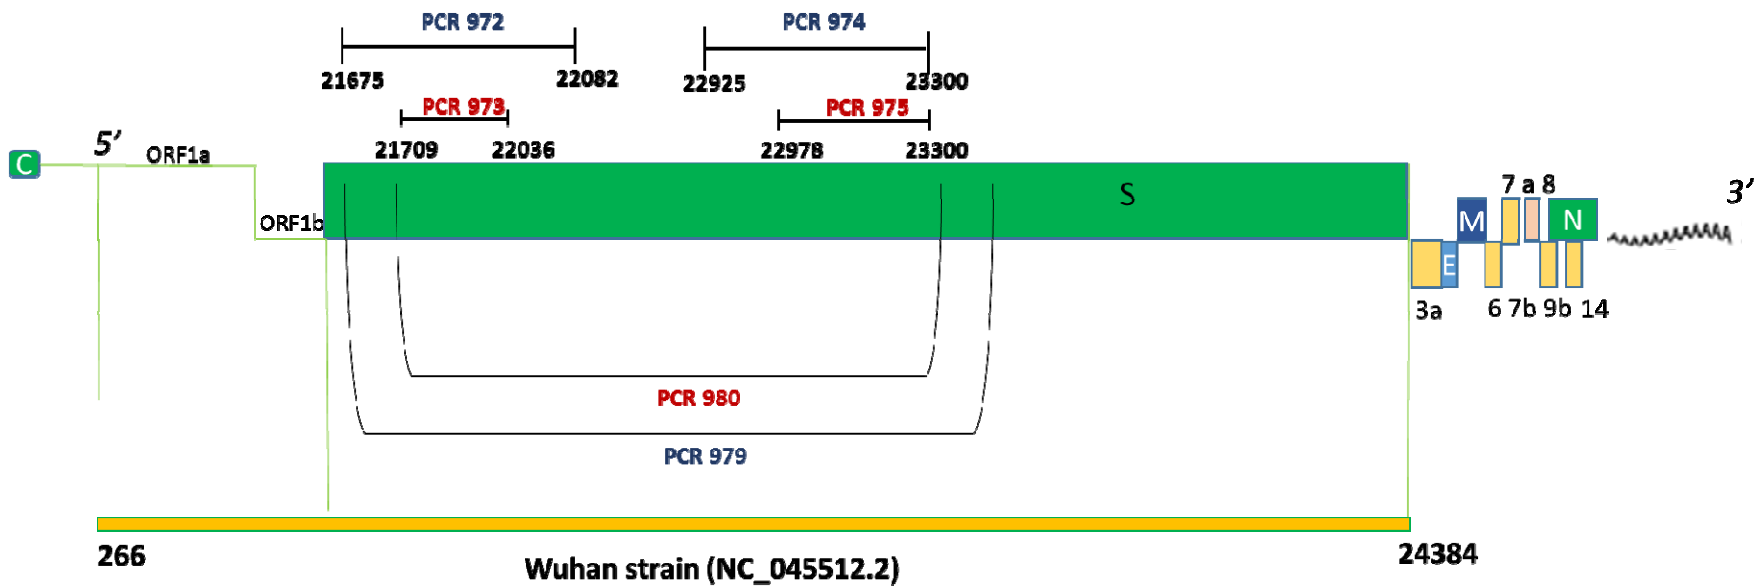 PCR 972
PCR 974
21675
22082
22925
23300
PCR 973
PCR 975
21709
22036
22978
23300
C
5’
ORF1a
ORF1b
S
7 a 8
3’
M
N
E
3a
6 7b 9b 14
PCR 980
PCR 979
266
24384
Wuhan strain (NC_045512.2)